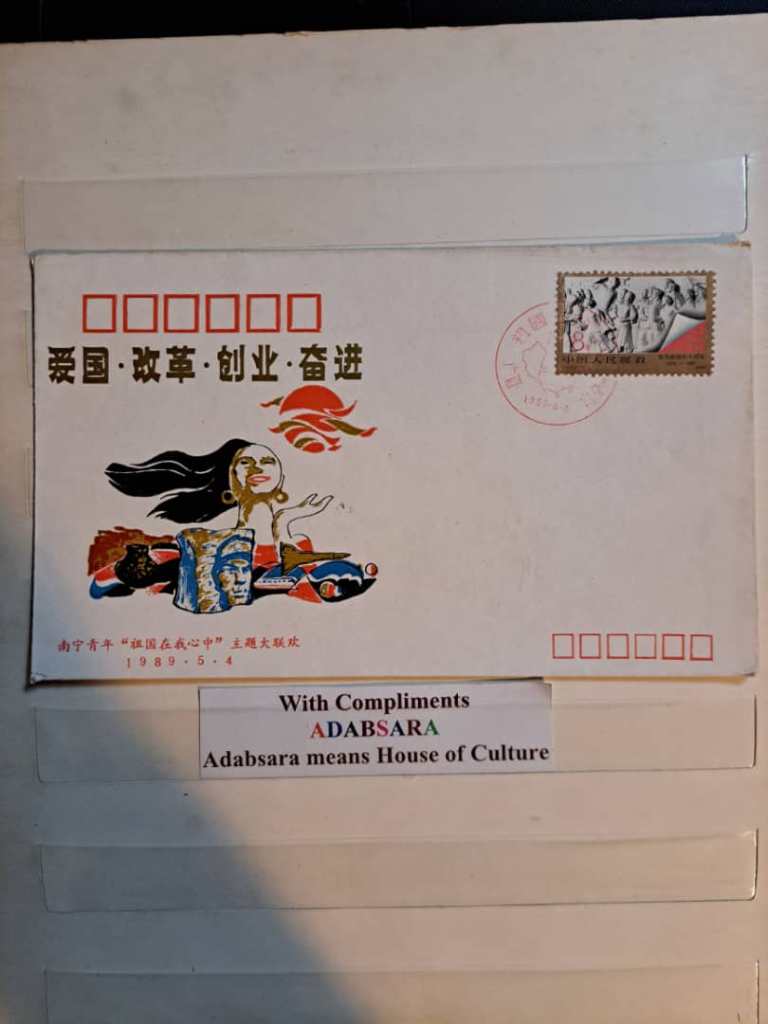 爱国·改革·创业·奋进
8
中国人民邮政
南宁青年“祖国在我心中”主题大联欢
1989·5·4
With Compliments
ADABSARA
Adabsara means House of Culture